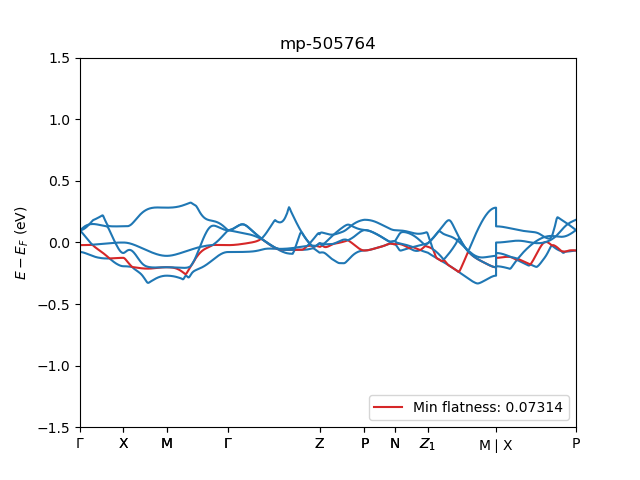 mp-505764
E − E_F (eV)
1.5
1.0
0.5
0.0
−0.5
−1.0
−1.5
Min flatness: 0.07314
Γ X M Γ Z P N Z₁ M | X P